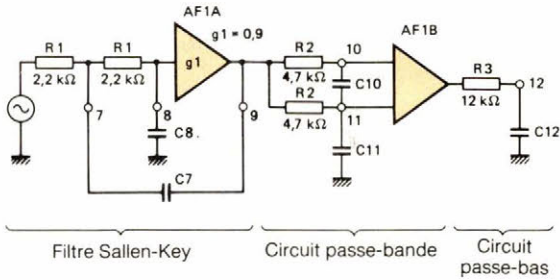 AF1A
g1 = 0,9
R1
2,2 kΩ
R1
2,2 kΩ
g1
7
8
C8.
9
C7
R2
4,7 kΩ
R2
4,7 kΩ
10
C10
11
C11
AF1B
R3
12 kΩ
12
C12
Filtre Sallen-Key
Circuit passe-bande
Circuit
passe-bas